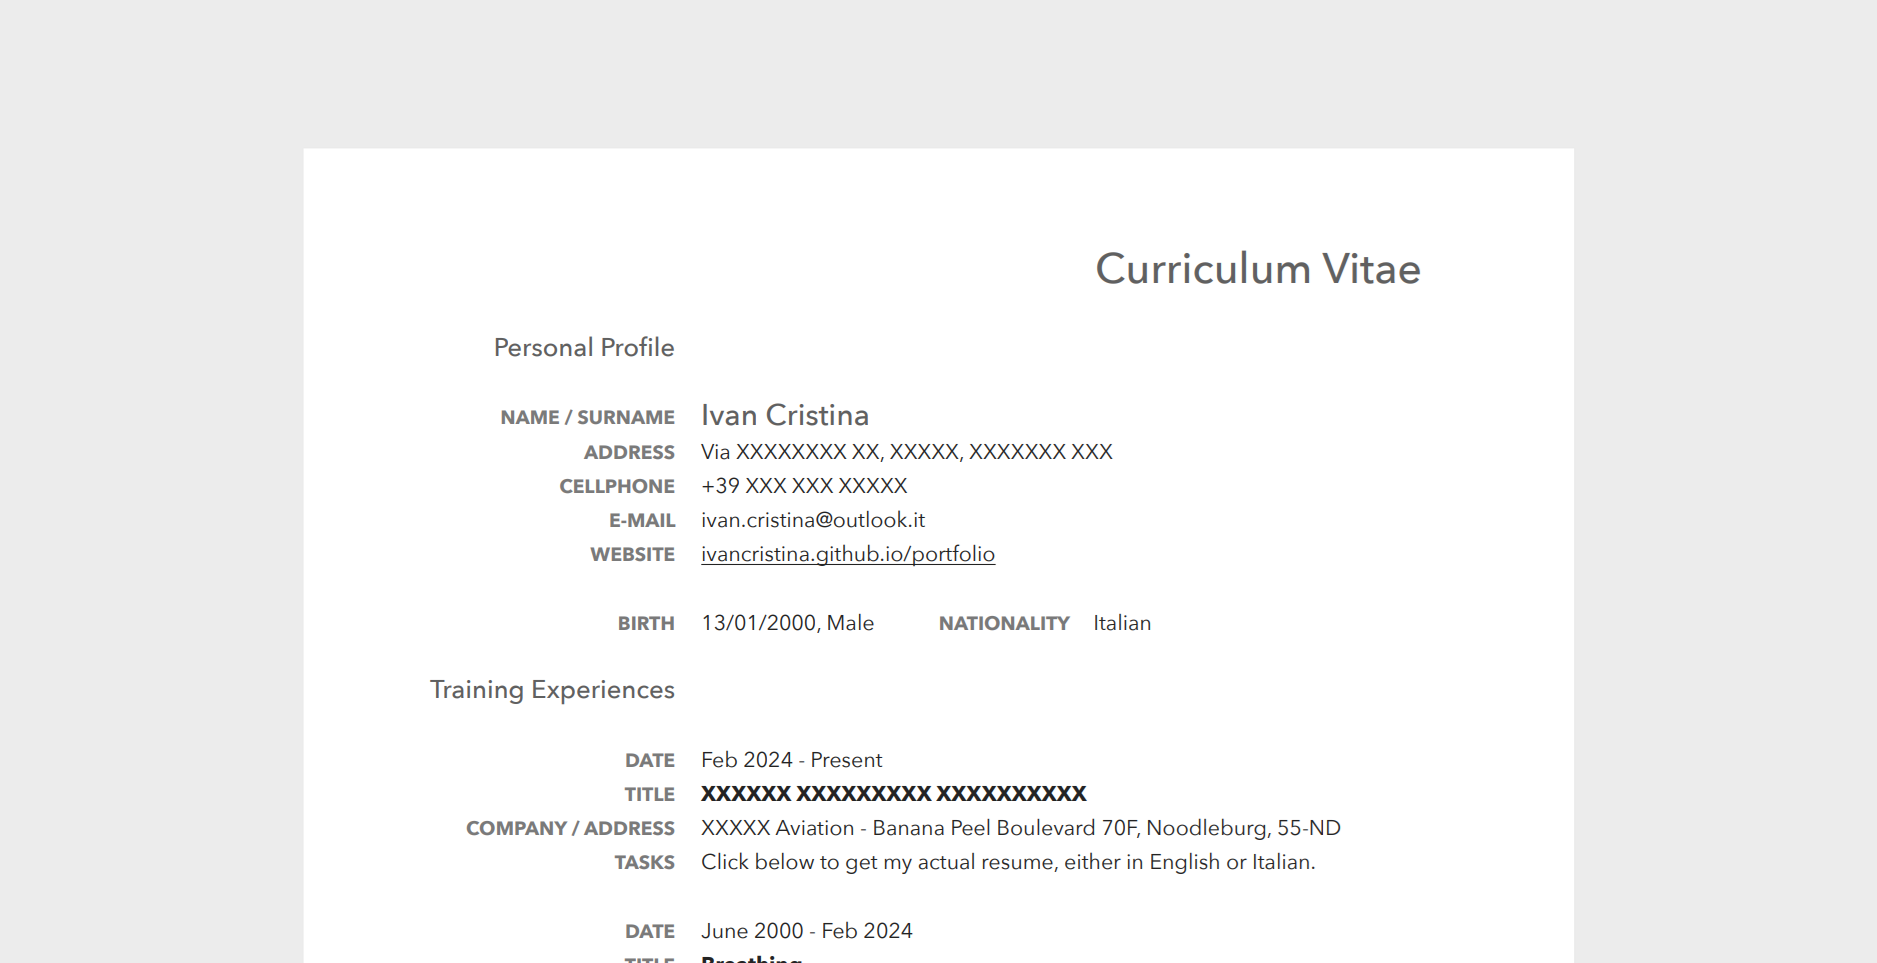 Curriculum Vitae
Personal Profile
NAME / SURNAME Ivan Cristina
ADDRESS Via XXXXXXXX XX, XXXXX, XXXXXXX XXX
CELLPHONE +39 XXX XXX XXXXX
E-MAIL ivan.cristina@outlook.it
WEBSITE ivancristina.github.io/portfolio
BIRTH 13/01/2000, Male NATIONALITY Italian
Training Experiences
DATE Feb 2024 - Present
TITLE XXXXXX XXXXXXXXX XXXXXXXXXX
COMPANY / ADDRESS XXXXX Aviation - Banana Peel Boulevard 70F, Noodleburg, 55-ND
TASKS Click below to get my actual resume, either in English or Italian.
DATE June 2000 - Feb 2024
TITLE Breathing